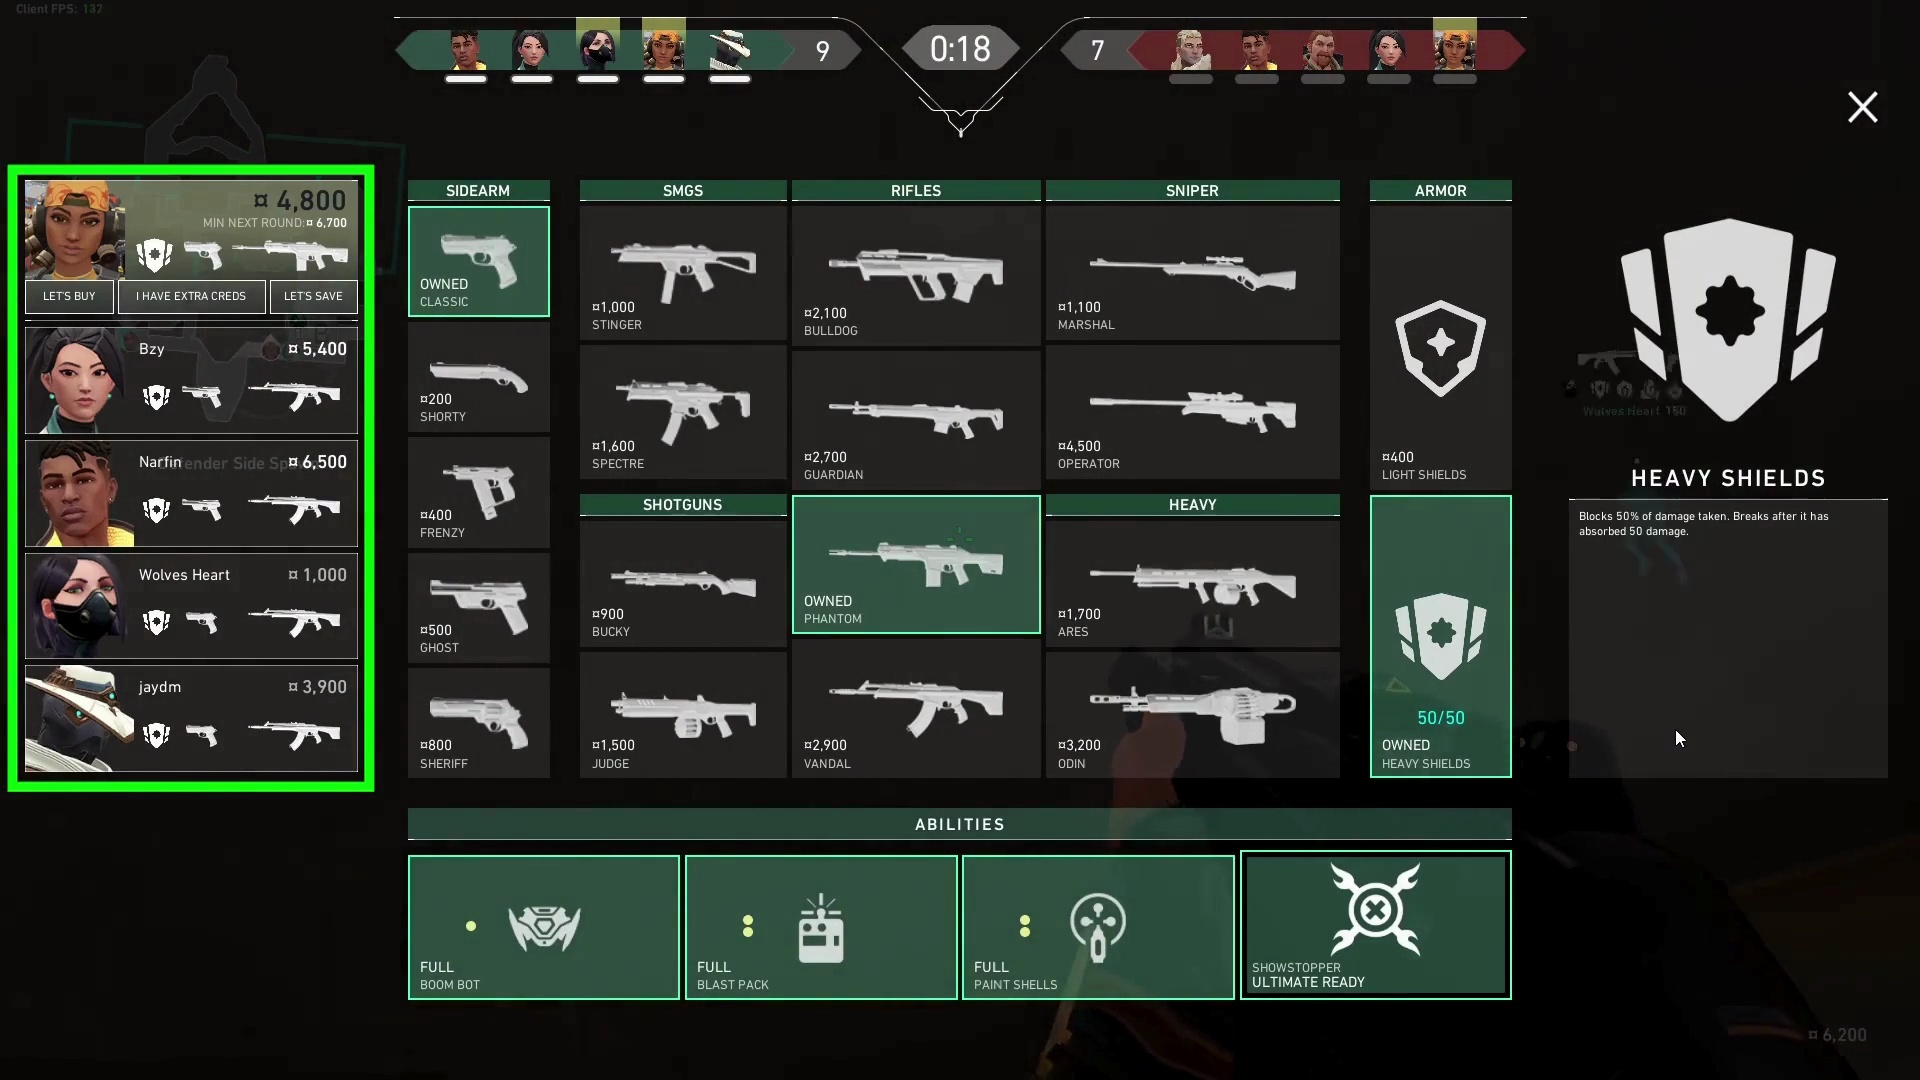 Client FPS: 137
9
0:18
7
¤ 4,800
MIN NEXT ROUND: ¤ 6,700
LET'S BUY
I HAVE EXTRA CREDS
LET'S SAVE
Bzy
¤ 5,400
Narfin
Defender Side Sp
¤ 6,500
Wolves Heart
¤ 1,000
jaydm
¤ 3,900
SIDEARM
OWNED
CLASSIC
¤200
SHORTY
¤400
FRENZY
¤500
GHOST
¤800
SHERIFF
SMGS
¤1,000
STINGER
¤1,600
SPECTRE
SHOTGUNS
¤900
BUCKY
¤1,500
JUDGE
RIFLES
¤2,100
BULLDOG
¤2,700
GUARDIAN
OWNED
PHANTOM
¤2,900
VANDAL
SNIPER
¤1,100
MARSHAL
¤4,500
OPERATOR
HEAVY
¤1,700
ARES
¤3,200
ODIN
ARMOR
¤400
LIGHT SHIELDS
50/50
OWNED
HEAVY SHIELDS
Wolves Heart 150
HEAVY SHIELDS
Blocks 50% of damage taken. Breaks after it has
absorbed 50 damage.
ABILITIES
FULL
BOOM BOT
FULL
BLAST PACK
FULL
PAINT SHELLS
SHOWSTOPPER
ULTIMATE READY
¤ 6,200